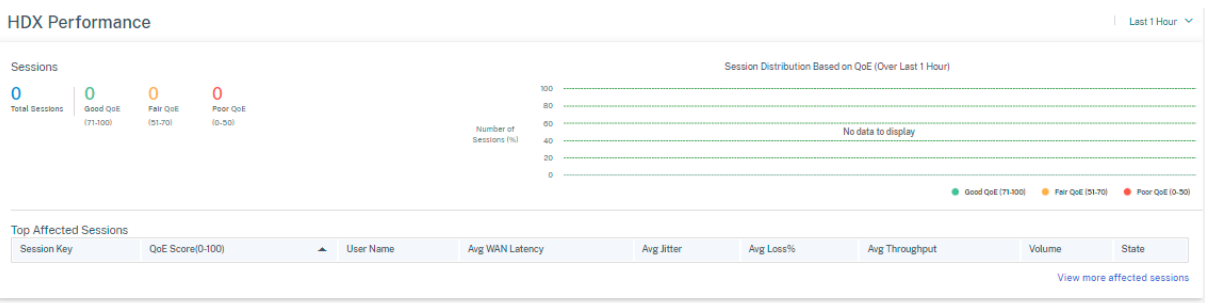 HDX Performance
Last 1 Hour
Sessions
0 0 0 0
Total Sessions Good QoE Fair QoE Poor QoE
(71-100) (51-70) (0-50)
Session Distribution Based on QoE (Over Last 1 Hour)
100
80
60
40
20
0
Number of
Sessions (%)
No data to display
Good QoE (71-100) Fair QoE (51-70) Poor QoE (0-50)
Top Affected Sessions
Session Key QoE Score(0-100) User Name Avg WAN Latency Avg Jitter Avg Loss% Avg Throughput Volume State
View more affected sessions